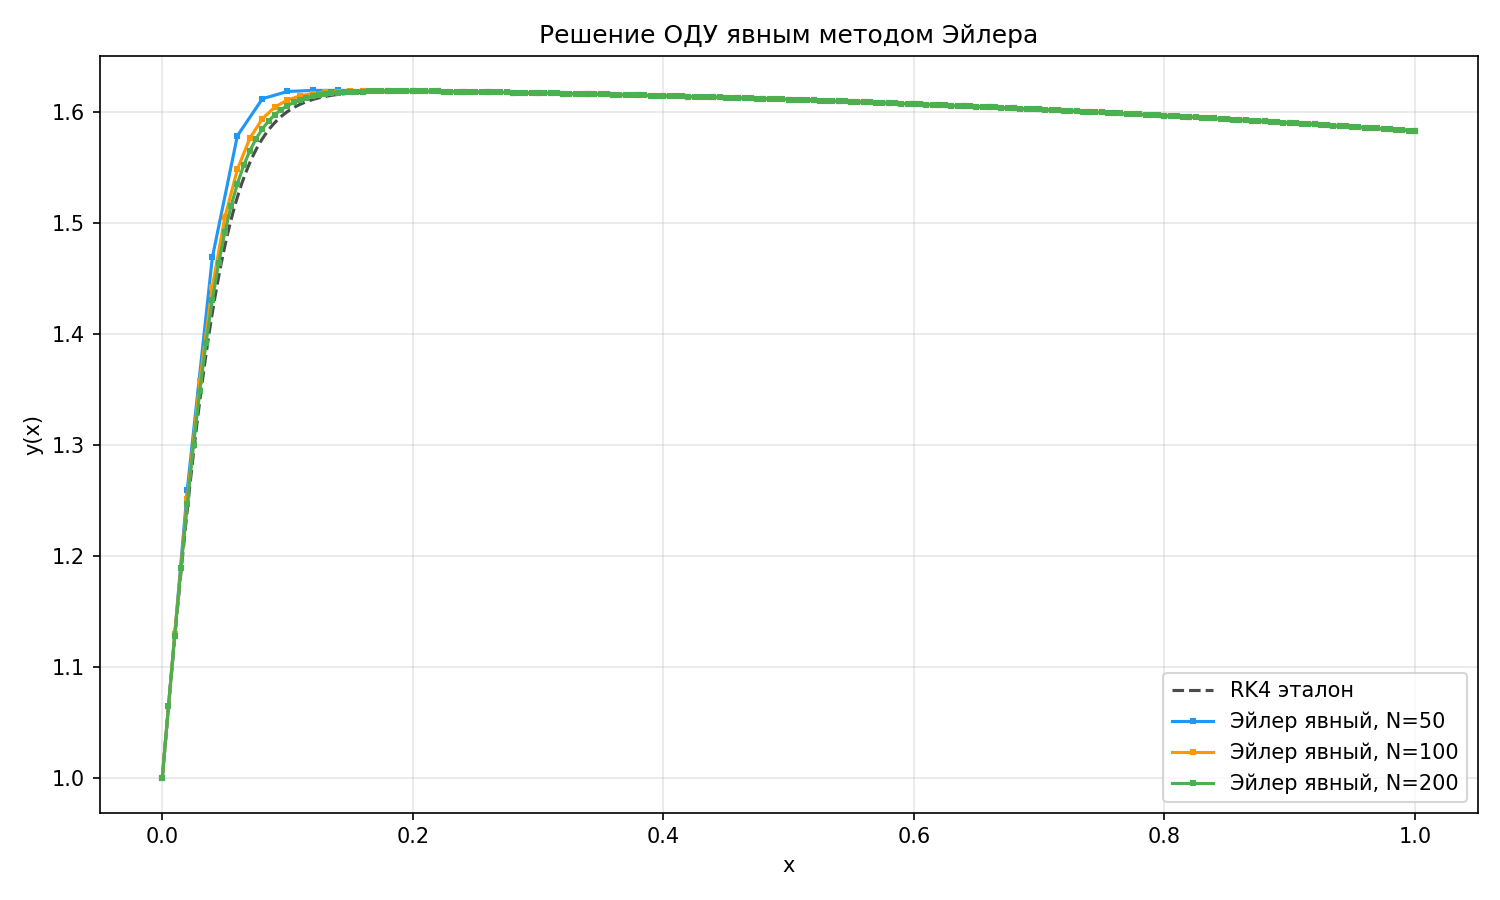 Решение ОДУ явным методом Эйлера
y(x)
1.6
1.5
1.4
1.3
1.2
1.1
1.0
0.0 0.2 0.4 0.6 0.8 1.0
x
RK4 эталон
Эйлер явный, N=50
Эйлер явный, N=100
Эйлер явный, N=200